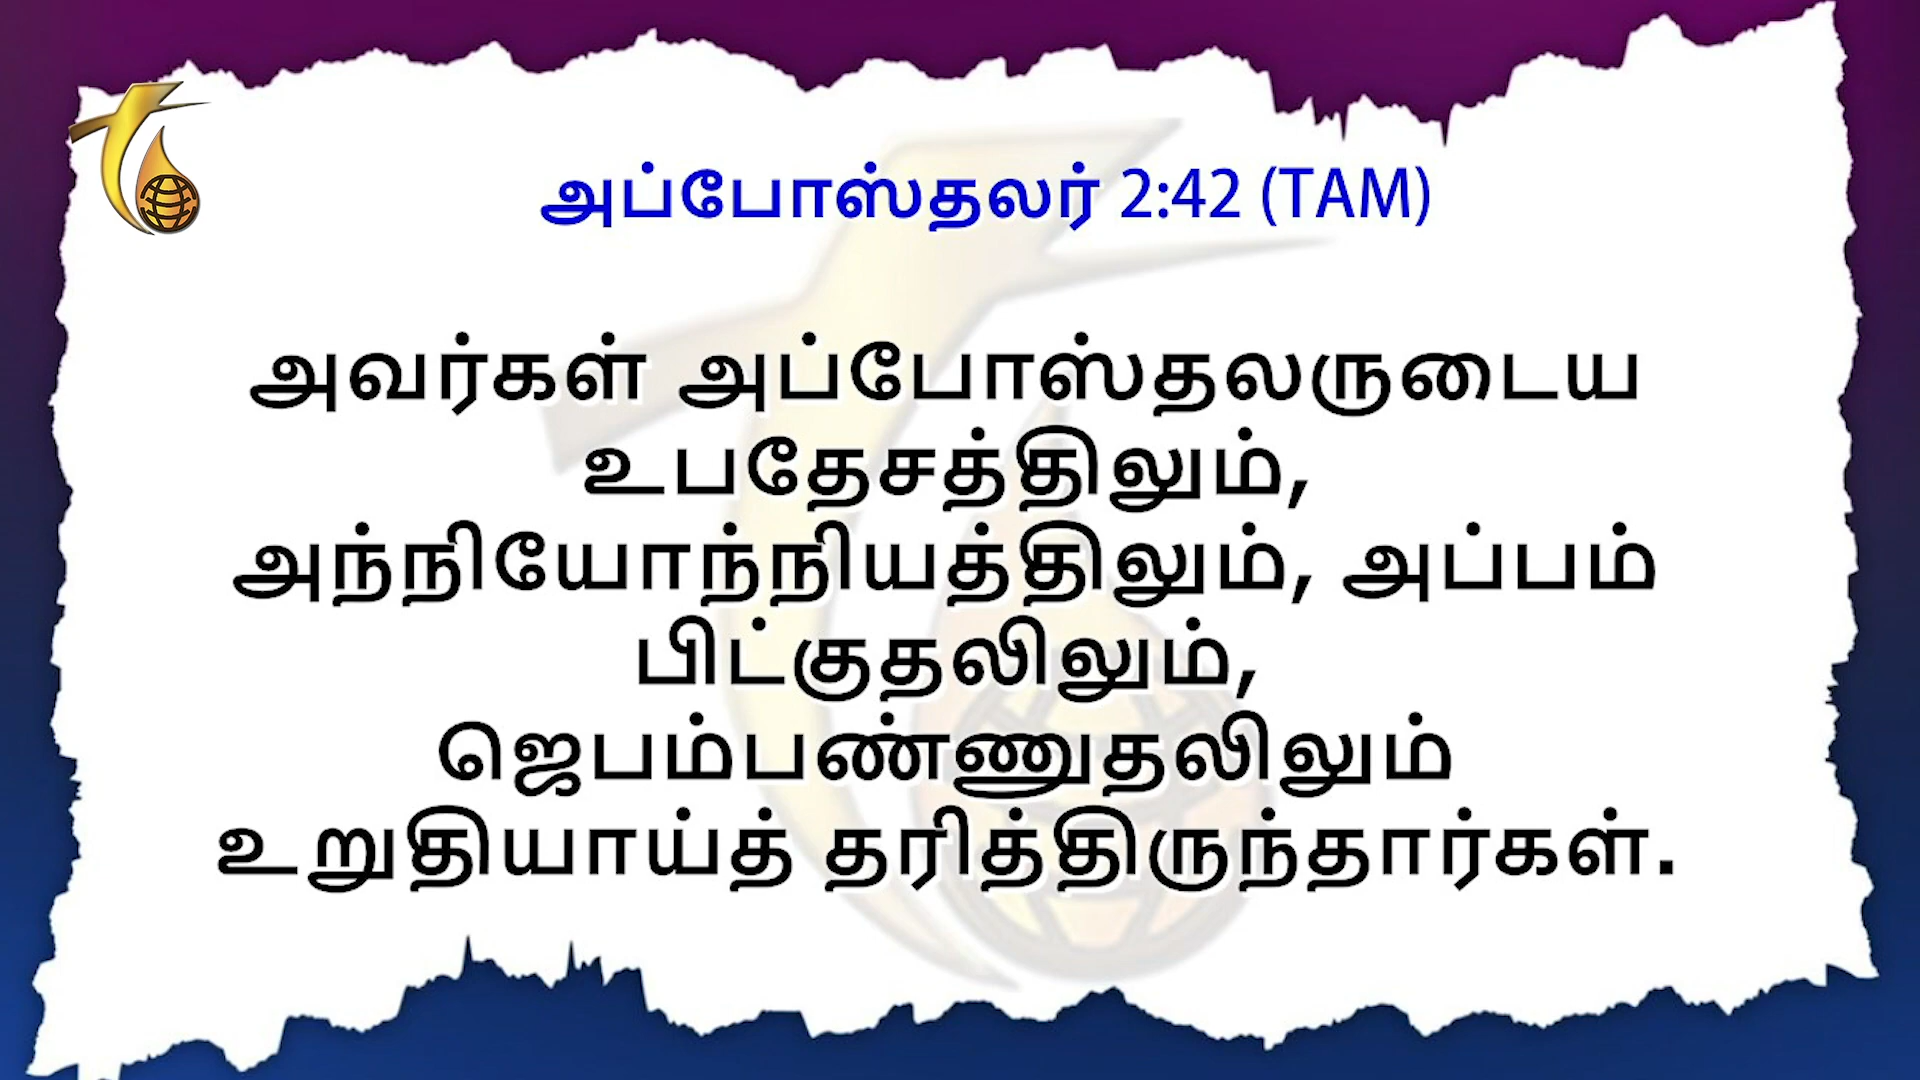 அப்போஸ்தலர் 2:42 (TAM)
அவர்கள் அப்போஸ்தலருடைய
உபதேசத்திலும்,
அந்நியோந்நியத்திலும், அப்பம்
பிட்குதலிலும்,
ஜெபம்பண்ணுதலிலும்
உறுதியாய்த் தரித்திருந்தார்கள்.